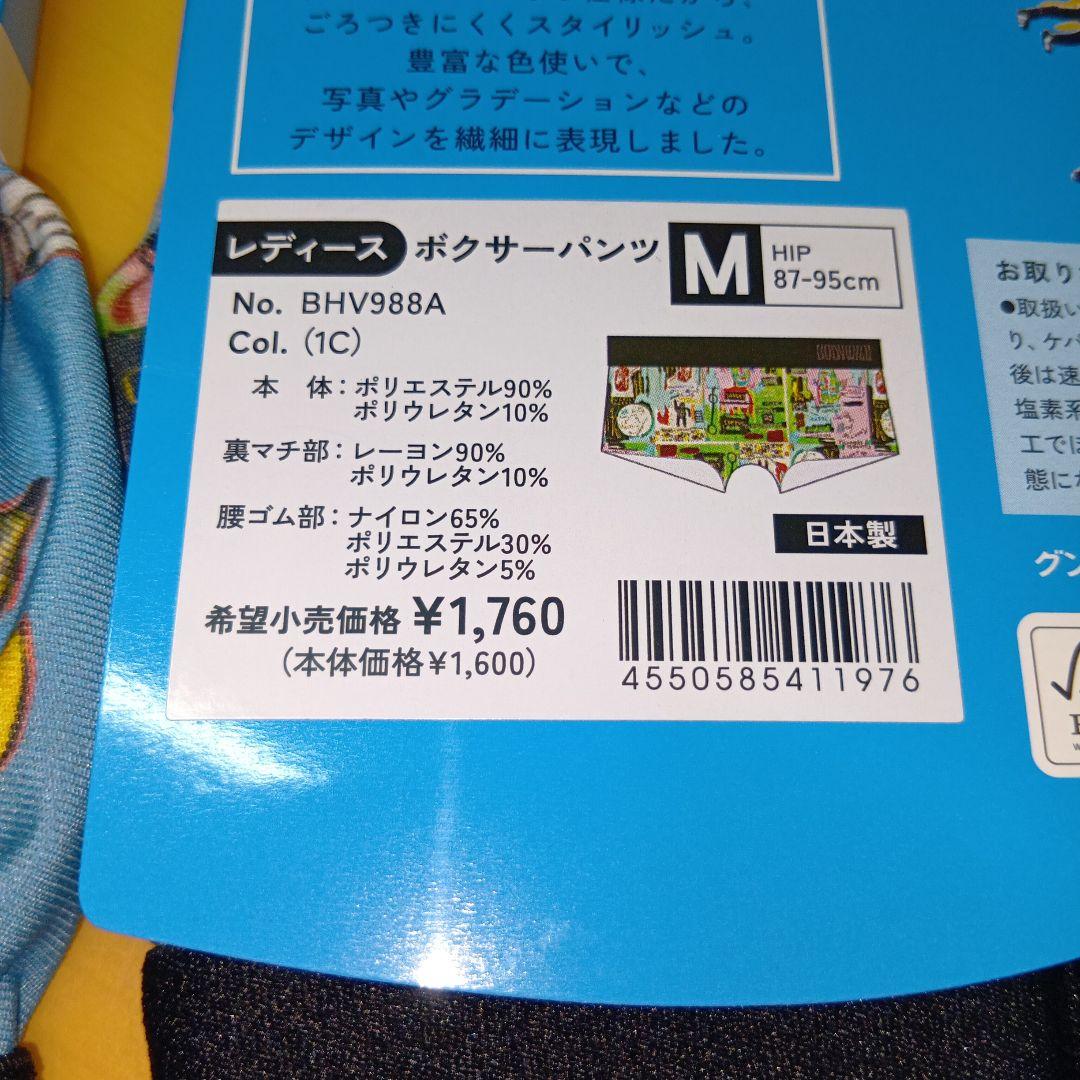 ごろつきにくくスタイリッシュ。
豊富な色使いで、
写真やグラデーションなどの
デザインを繊細に表現しました。
レディース ボクサーパンツ M HIP 87-95cm
No. BHV988A
Col. (1C)
本 体：ポリエステル90%
ポリウレタン10%
裏マチ部：レーヨン90%
ポリウレタン10%
腰ゴム部：ナイロン65%
ポリエステル30%
ポリウレタン5%
希望小売価格 ¥1,760
(本体価格¥1,600)
BODYWILD
日本製
4550585411976
お取り
●取扱い
り、ケバ
後は速
塩素系
工では
態に
グン